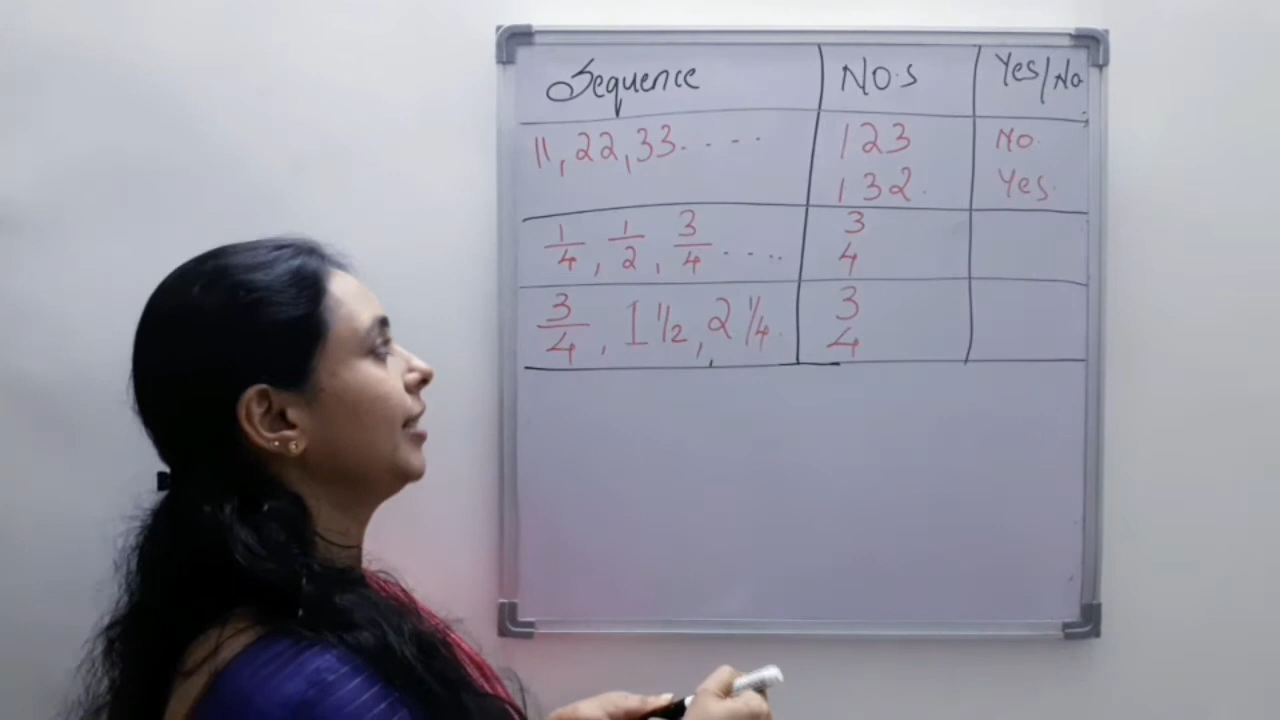 Sequence No.s Yes/No
11, 22, 33. . . . 123 No.
132. Yes.
1/4, 1/2, 3/4 . . . . 3
4
3/4, 1 1/2, 2 1/4. 3
4